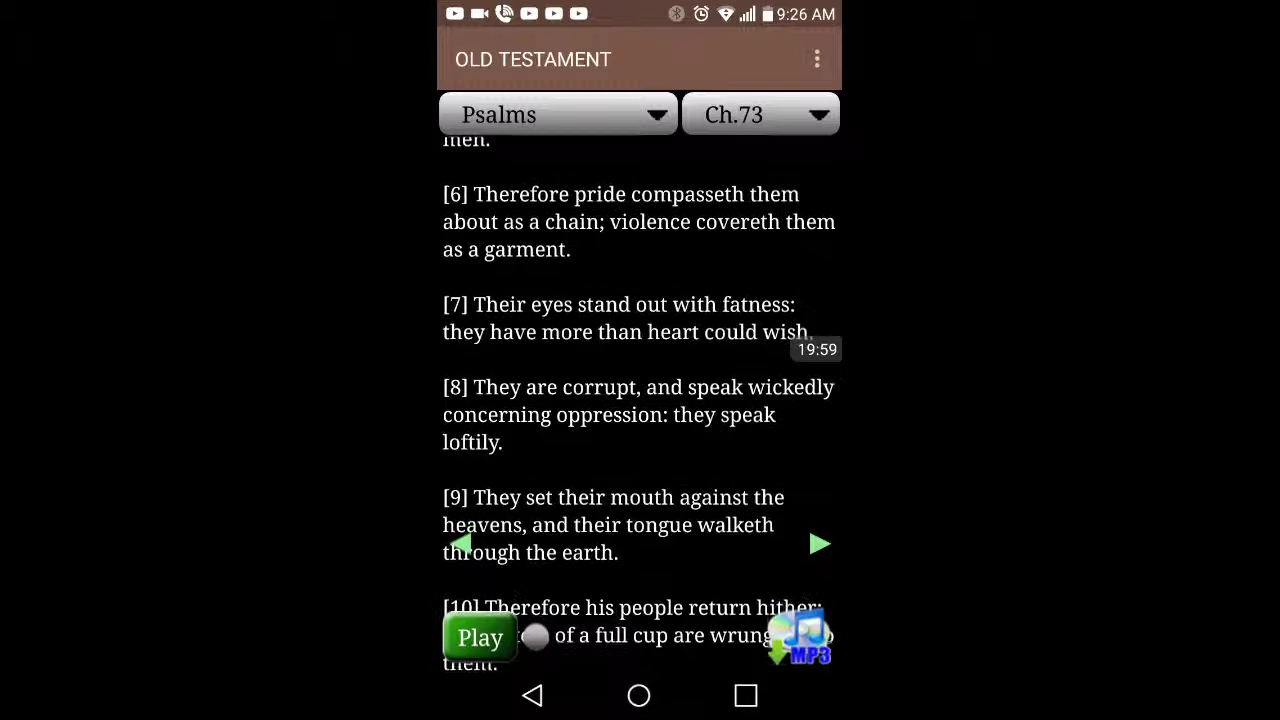 9:26 AM
OLD TESTAMENT
Psalms
Ch.73
men.
[6] Therefore pride compasseth them
about as a chain; violence covereth them
as a garment.
[7] Their eyes stand out with fatness:
they have more than heart could wish.
19:59
[8] They are corrupt, and speak wickedly
concerning oppression: they speak
loftily.
[9] They set their mouth against the
heavens, and their tongue walketh
through the earth.
[10] Therefore his people return hither:
of a full cup are wrung
them.
Play
MP3